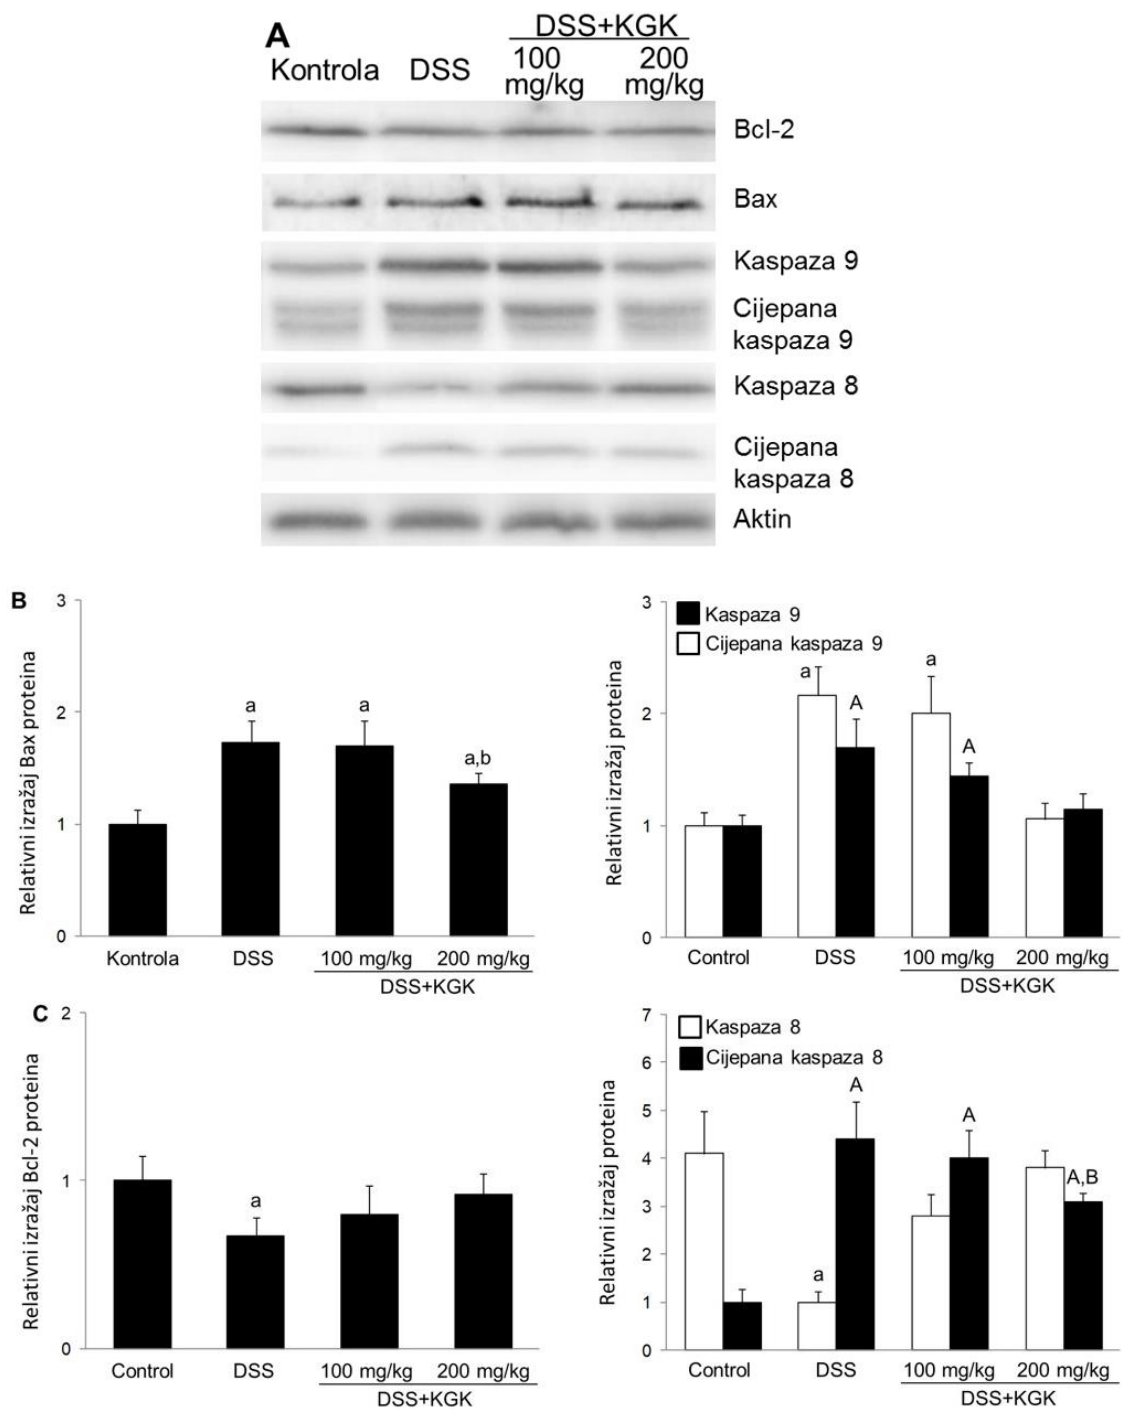 A
DSS+KGK
Kontrola DSS 100 mg/kg 200 mg/kg
Bcl-2
Bax
Kaspaza 9
Cijepana
kaspaza 9
Kaspaza 8
Cijepana
kaspaza 8
Aktin
B
Relativni izražaj Bax proteina
3
2
1
0
a
a
a,b
Kontrola DSS 100 mg/kg 200 mg/kg
DSS+KGK
Relativni izražaj proteina
3
2
1
0
Kaspaza 9
Cijepana kaspaza 9
a
A
a
A
Control DSS 100 mg/kg 200 mg/kg
DSS+KGK
C
Relativni izražaj Bcl-2 proteina
2
1
0
a
Control DSS 100 mg/kg 200 mg/kg
DSS+KGK
Relativni izražaj proteina
7
6
5
4
3
2
1
0
Kaspaza 8
Cijepana kaspaza 8
a
A
A
A,B
Control DSS 100 mg/kg 200 mg/kg
DSS+KGK